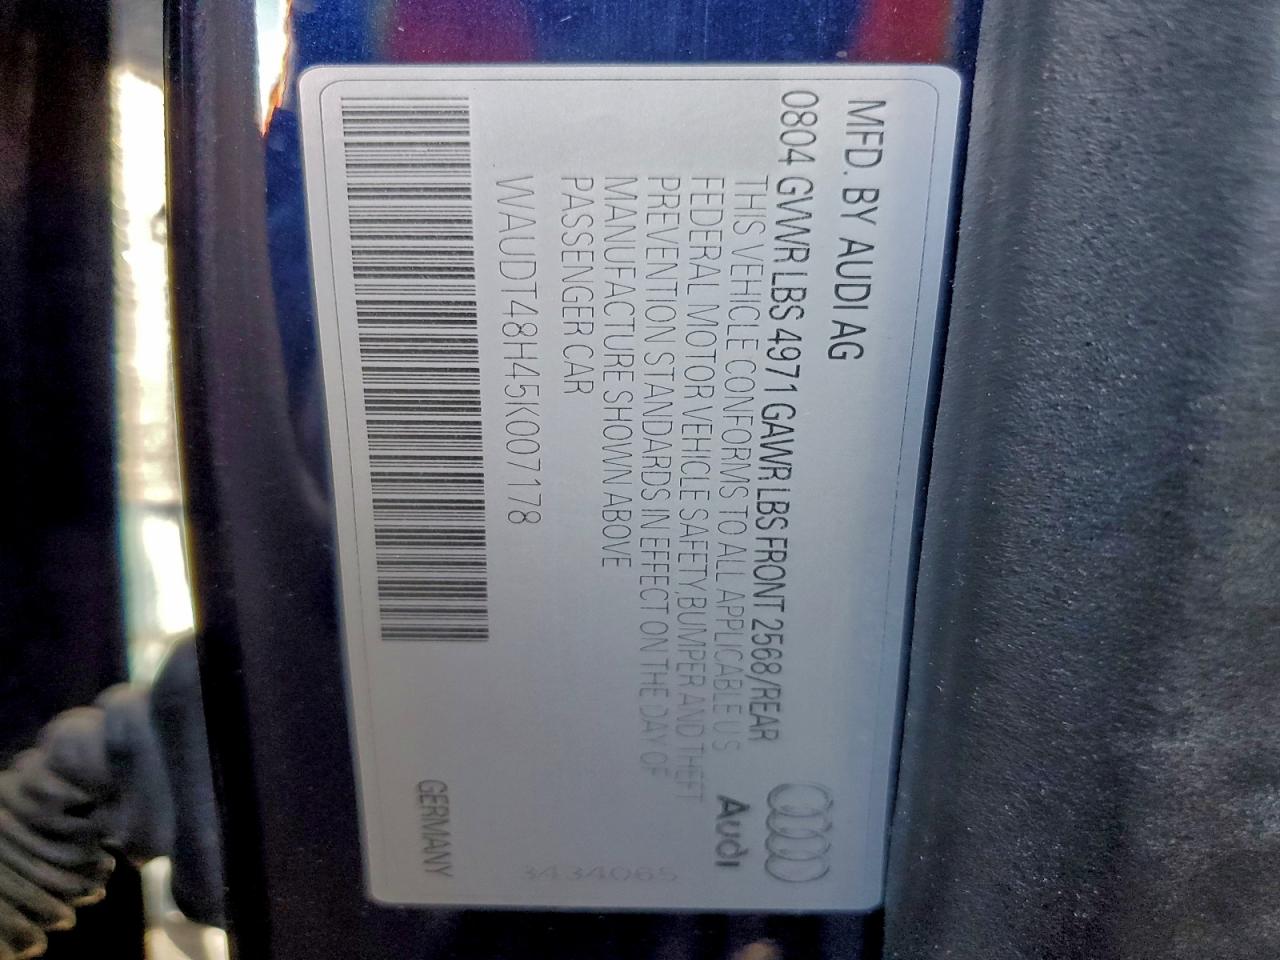 MFD. BY AUDI AG
0804 GVWR LBS 4971 GAWR LBS FRONT 2568/REAR
THIS VEHICLE CONFORMS TO ALL APPLICABLE U S
FEDERAL MOTOR VEHICLE SAFETY, BUMPER AND THEFT
PREVENTION STANDARDS IN EFFECT ON THE DAY OF
MANUFACTURE SHOWN ABOVE
PASSENGER CAR
WAUDT48H45K007178
Audi
3434065
GERMANY